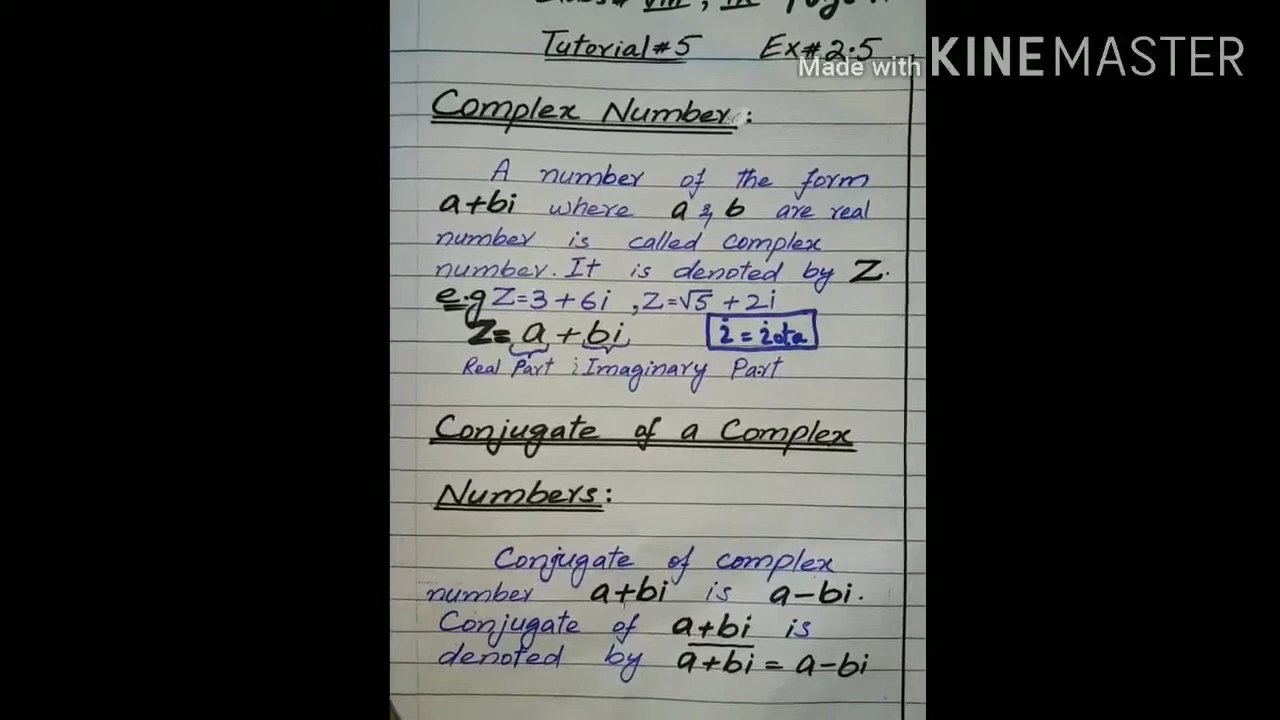 Tutorial#5 Ex#2.5
Made with KINEMASTER
Complex Number:
A number of the form
a+bi where a & b are real
number is called complex
number. It is denoted by Z.
e.g Z=3+6i ,Z=√5+2i
Z= a + bi i = iota
Real Part ; Imaginary Part
Conjugate of a Complex
Numbers:
Conjugate of complex
number a+bi is a-bi.
Conjugate of a+bi is
denoted by a̅+̅b̅i̅ = a-bi